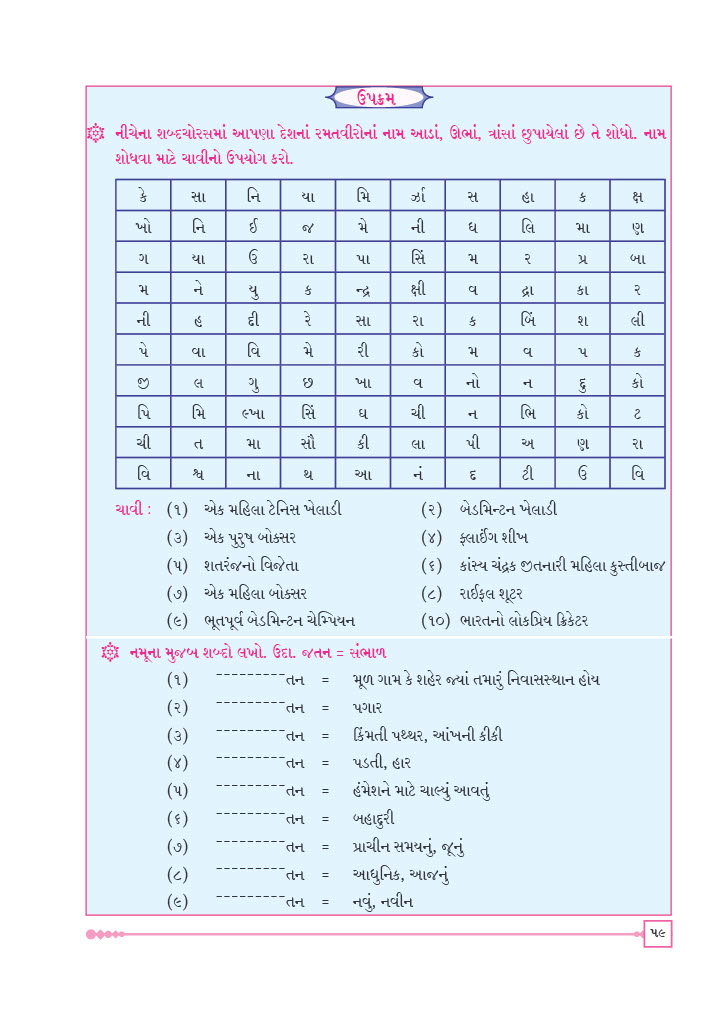 ઉપક્રમ
નીચેના શબ્દચોરસમાં આપણા દેશનાં રમતવીરોનાં નામ આડાં, ઊભાં, ત્રાંસાં છુપાયેલાં છે તે શોધો. નામ
શોધવા માટે ચાવીનો ઉપયોગ કરો.
કે સા નિ યા મિ ર્ઝા સ હા ક ક્ષ
ખો નિ ઈ જ મે ની ધ લિ મા ણ
ગ યા ઉ રા પા સિં મ ર પ્ર બા
મ ને યુ ક ન્દ્ર ક્ષી વ દ્રા કા ર
ની હ દી રે સા રા ક બિં શ લી
પે વા વિ મે રી કો મ વ પ ક
જી લ ગુ છ ખા વ નો ન દુ કો
પિ મિ લ્ખા સિં ઘ ચી ન ભિ કો ટ
ચી ત મા સૌ કી લા પી અ ણ રા
વિ શ્વ ના થ આ નં દ ટી ઉ વિ
ચાવી : (૧) એક મહિલા ટેનિસ ખેલાડી (૨) બેડમિન્ટન ખેલાડી
(૩) એક પુરુષ બોક્સર (૪) ફ્લાઈંગ શીખ
(૫) શતરંજનો વિજેતા (૬) કાંસ્ય ચંદ્રક જીતનારી મહિલા કુસ્તીબાજ
(૭) એક મહિલા બોક્સર (૮) રાઈફલ શૂટર
(૯) ભૂતપૂર્વ બેડમિન્ટન ચેમ્પિયન (૧૦) ભારતનો લોકપ્રિય ક્રિકેટર
નમૂના મુજબ શબ્દો લખો. ઉદા. જતન = સંભાળ
(૧) ---------તન = મૂળ ગામ કે શહેર જ્યાં તમારું નિવાસસ્થાન હોય
(૨) ---------તન = પગાર
(૩) ---------તન = કિંમતી પથ્થર, આંખની કીકી
(૪) ---------તન = પડતી, હાર
(૫) ---------તન = હંમેશને માટે ચાલ્યું આવતું
(૬) ---------તન = બહાદુરી
(૭) ---------તન = પ્રાચીન સમયનું, જૂનું
(૮) ---------તન = આધુનિક, આજનું
(૯) ---------તન = નવું, નવીન
૫૯